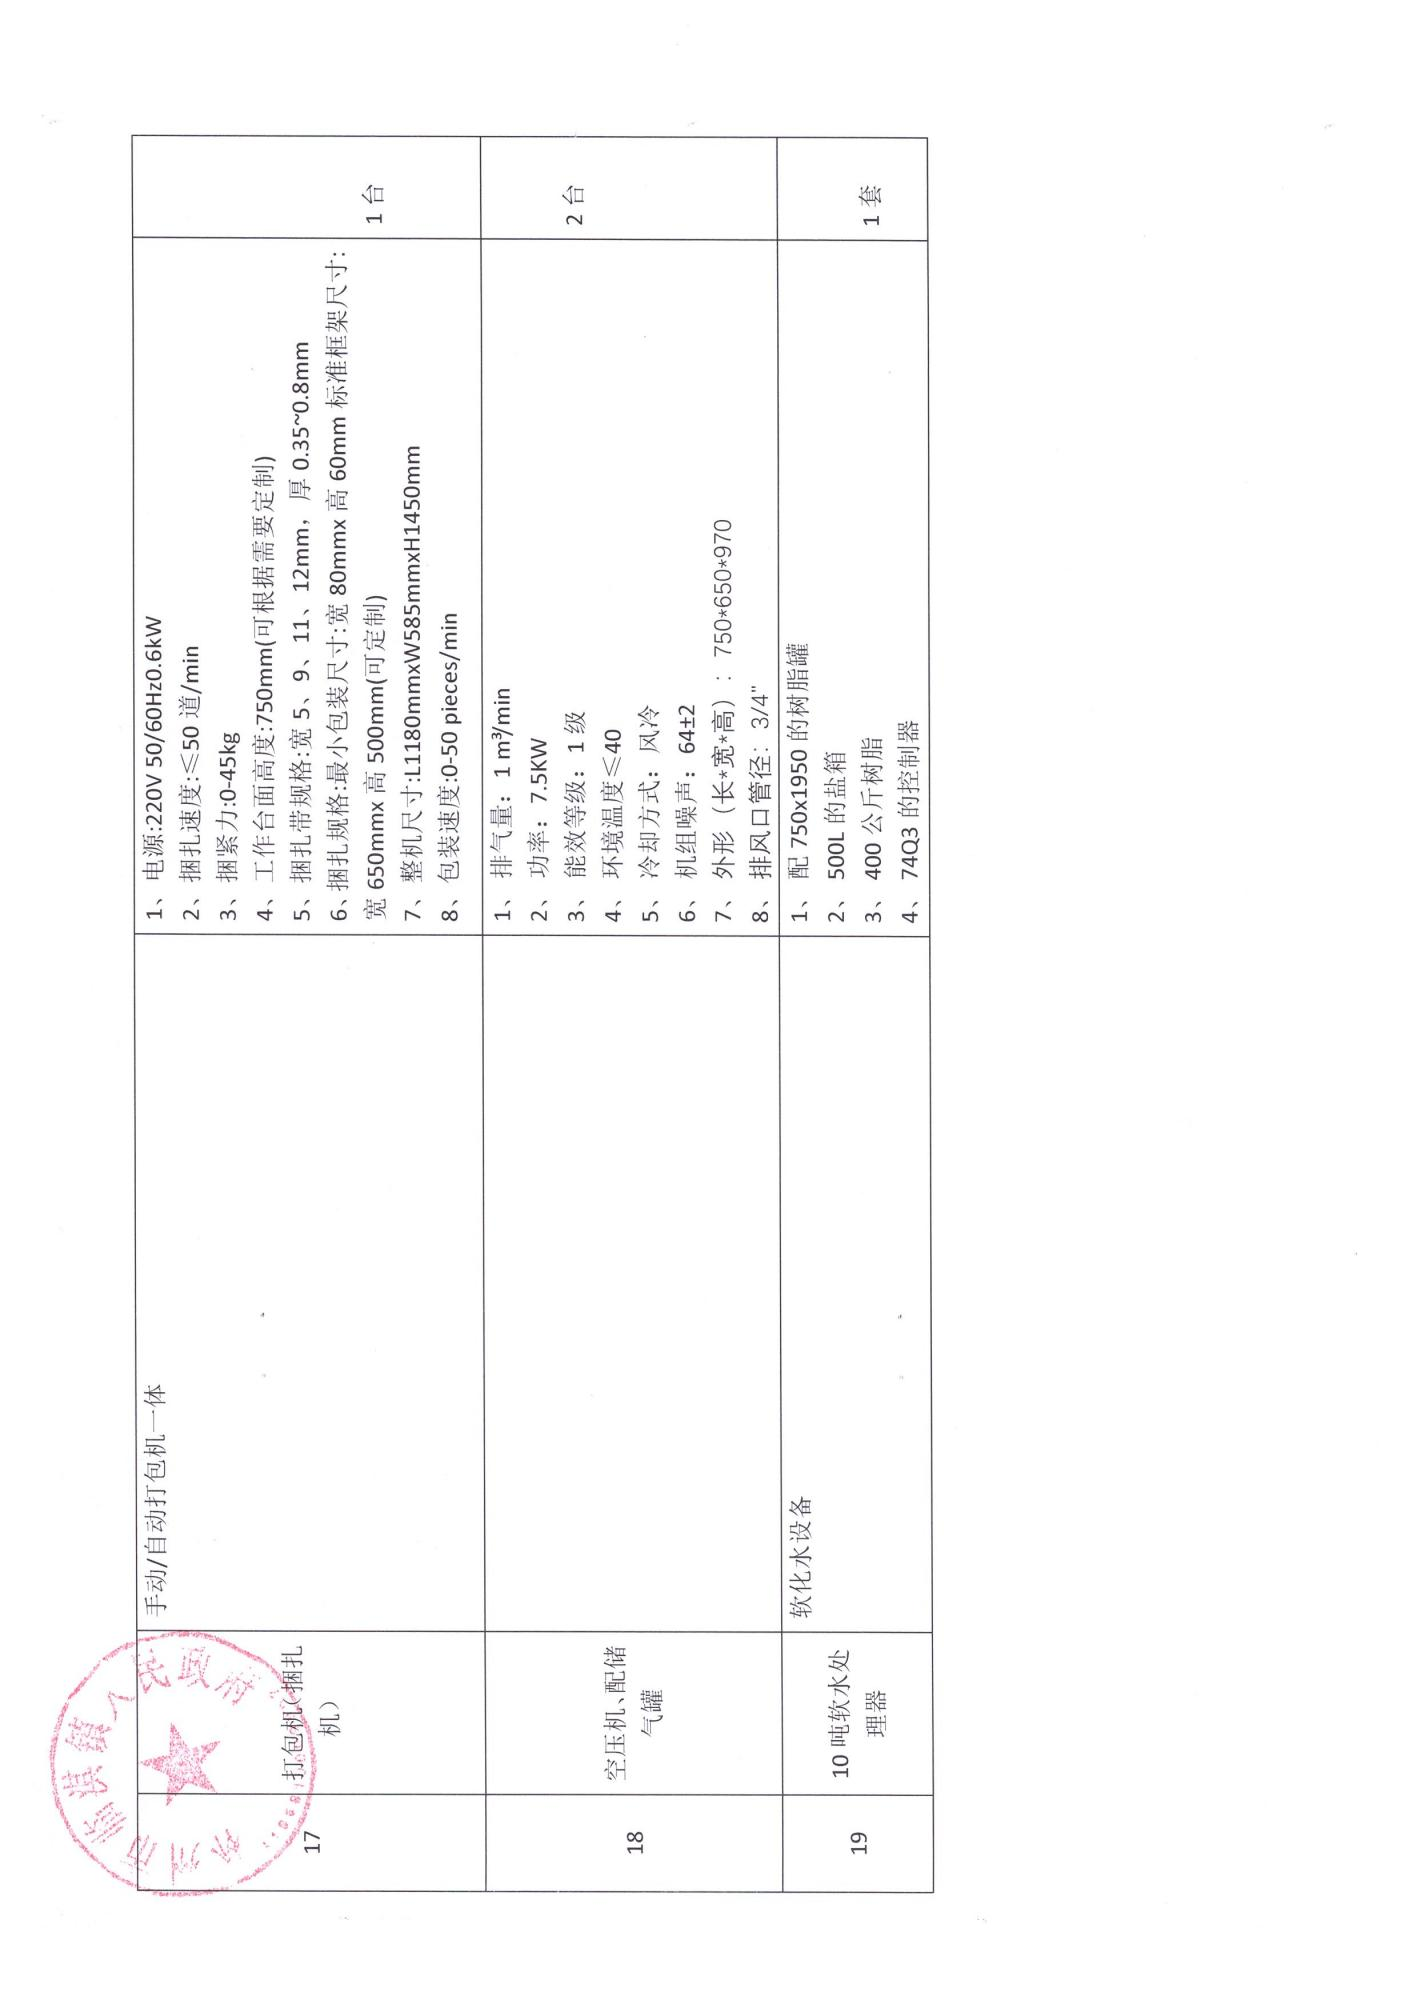 17
打包机（捆扎
机）
手动/自动打包机一体
1、 电源:220V 50/60Hz0.6kW
2、 捆扎速度:≤50 道/min
3、 捆紧力:0-45kg
4、 工作台面高度:750mm(可根据需要定制)
5、 捆扎带规格:宽 5、9、11、12mm，厚 0.35~0.8mm
6、捆扎规格:最小包装尺寸:宽 80mmx 高 60mm 标准框架尺寸:
宽 650mmx 高 500mm(可定制)
7、 整机尺寸:L1180mmxW585mmxH1450mm
8、 包装速度:0-50 pieces/min
1 台
18
空压机、配储
气罐
1、 排气量：1 m³/min
2、 功率：7.5KW
3、 能效等级：1 级
4、 环境温度≤40
5、 冷却方式：风冷
6、 机组噪声：64±2
7、 外形（长*宽*高）：750*650*970
8、 排风口管径：3/4"
2 台
19
10 吨软水处
理器
软化水设备
1、 配 750x1950 的树脂罐
2、 500L 的盐箱
3、 400 公斤树脂
4、 74Q3 的控制器
1 套
林州市临淇镇人民政府